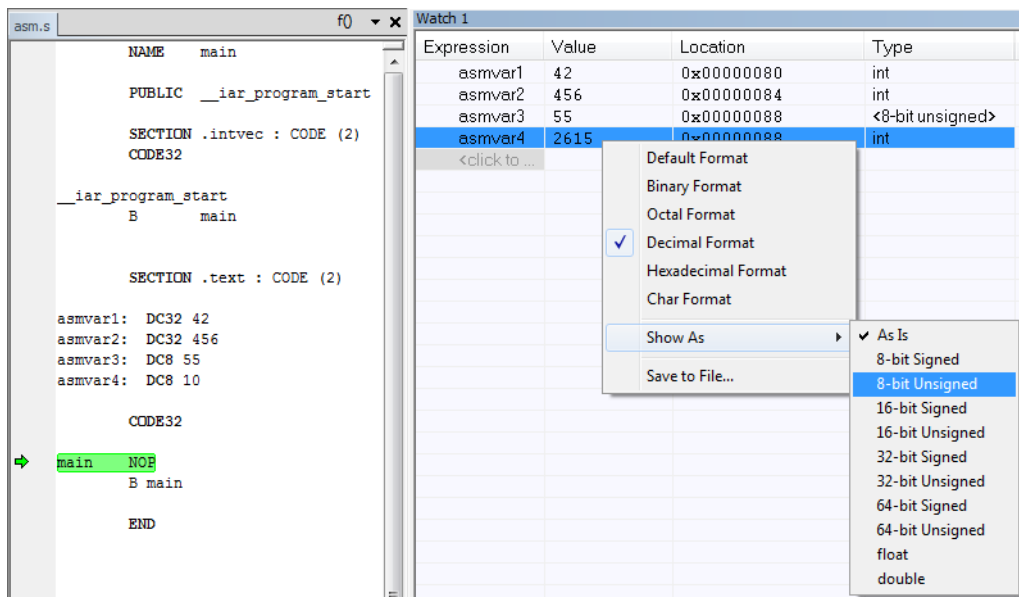 asm.s
f()
NAME main
PUBLIC __iar_program_start
SECTION .intvec : CODE (2)
CODE32
__iar_program_start
B main
SECTION .text : CODE (2)
asmvar1: DC32 42
asmvar2: DC32 456
asmvar3: DC8 55
asmvar4: DC8 10
CODE32
main NOP
B main
END
Watch 1
Expression Value Location Type
asmvar1 42 0x00000080 int
asmvar2 456 0x00000084 int
asmvar3 55 0x00000088 <8-bit unsigned>
asmvar4 2615 0x00000088 int
<click to ...
Default Format
Binary Format
Octal Format
Decimal Format
Hexadecimal Format
Char Format
Show As
Save to File...
As Is
8-bit Signed
8-bit Unsigned
16-bit Signed
16-bit Unsigned
32-bit Signed
32-bit Unsigned
64-bit Signed
64-bit Unsigned
float
double